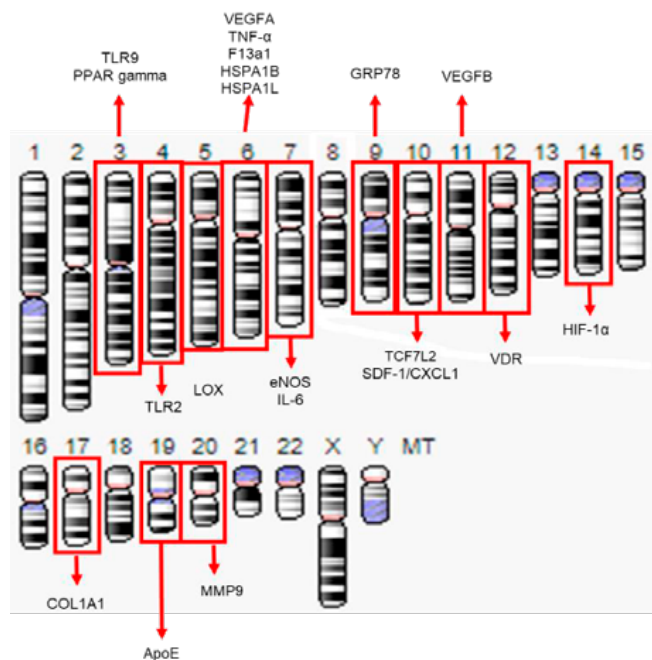 VEGFA
TNF-α
F13a1
HSPA1B
HSPA1L
TLR9
PPAR gamma
GRP78
VEGFB
1 2 3 4 5 6 7 8 9 10 11 12 13 14 15
HIF-1α
TCF7L2
SDF-1/CXCL1
VDR
eNOS
IL-6
LOX
TLR2
16 17 18 19 20 21 22 X Y MT
MMP9
COL1A1
ApoE